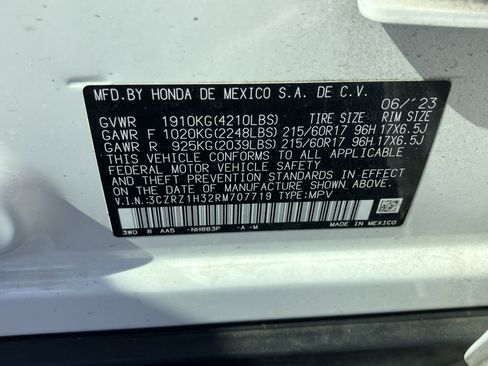 MFD.BY HONDA DE MEXICO S.A. DE C.V.
06/'23
GVWR 1910KG(4210LBS) TIRE SIZE RIM SIZE
GAWR F 1020KG(2248LBS) 215/60R17 96H 17X6.5J
GAWR R 925KG(2039LBS) 215/60R17 96H 17X6.5J
THIS VEHICLE CONFORMS TO ALL APPLICABLE
FEDERAL MOTOR VEHICLE SAFETY
AND THEFT PREVENTION STANDARDS IN EFFECT
ON THE DATE OF MANUFACTURE SHOWN ABOVE.
V.I.N.:3CZRZ1H32RM707719 TYPE:MPV
3W0 R AA5 -NH883P -A -M MADE IN MEXICO